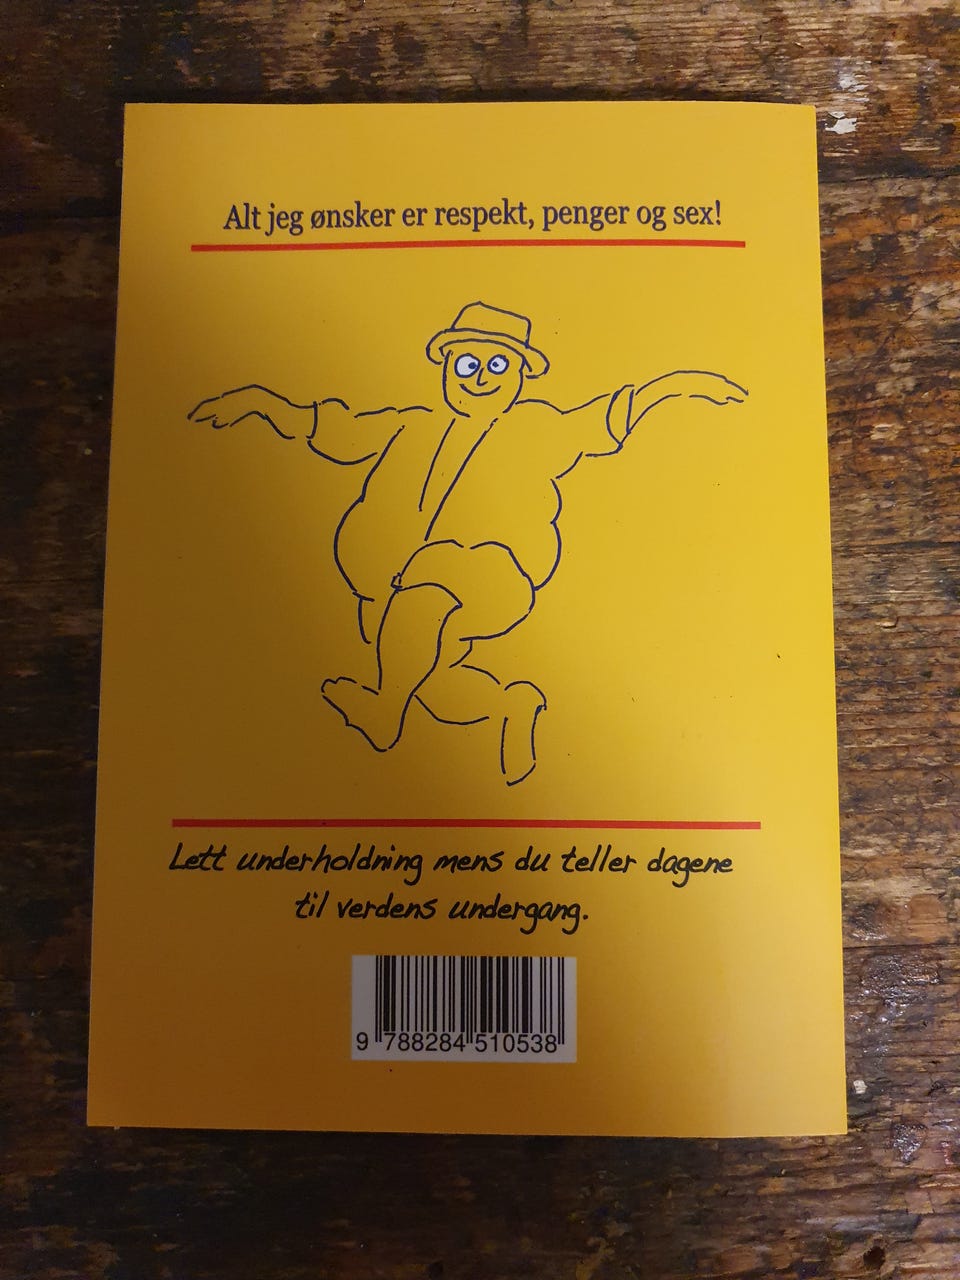 Alt jeg ønsker er respekt, penger og sex!
Lett underholdning mens du teller dagene
til verdens undergang.
9 788284 510538